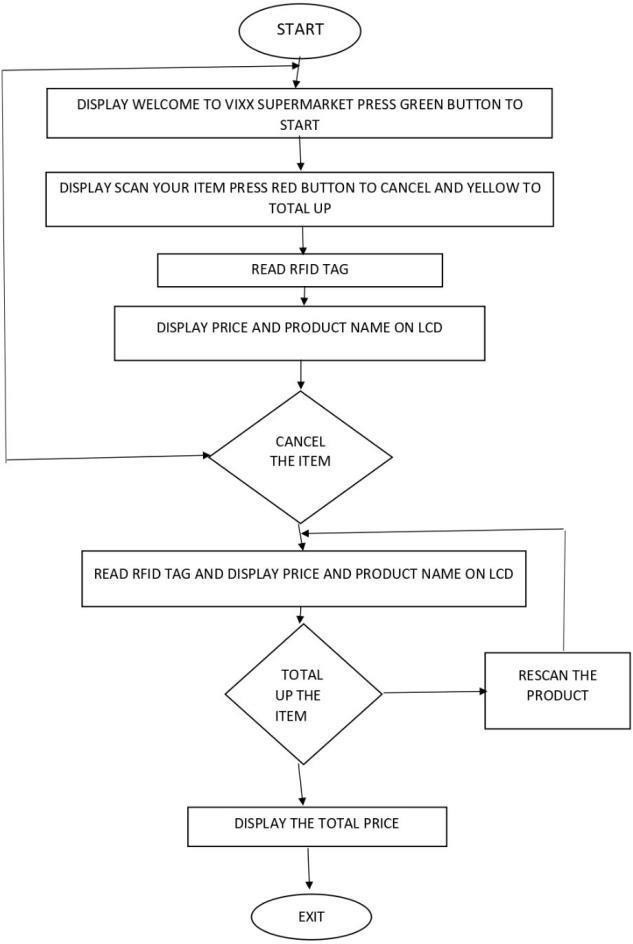 START
DISPLAY WELCOME TO VIXX SUPERMARKET PRESS GREEN BUTTON TO
START
DISPLAY SCAN YOUR ITEM PRESS RED BUTTON TO CANCEL AND YELLOW TO
TOTAL UP
READ RFID TAG
DISPLAY PRICE AND PRODUCT NAME ON LCD
CANCEL
THE ITEM
READ RFID TAG AND DISPLAY PRICE AND PRODUCT NAME ON LCD
TOTAL
UP THE
ITEM
RESCAN THE
PRODUCT
DISPLAY THE TOTAL PRICE
EXIT